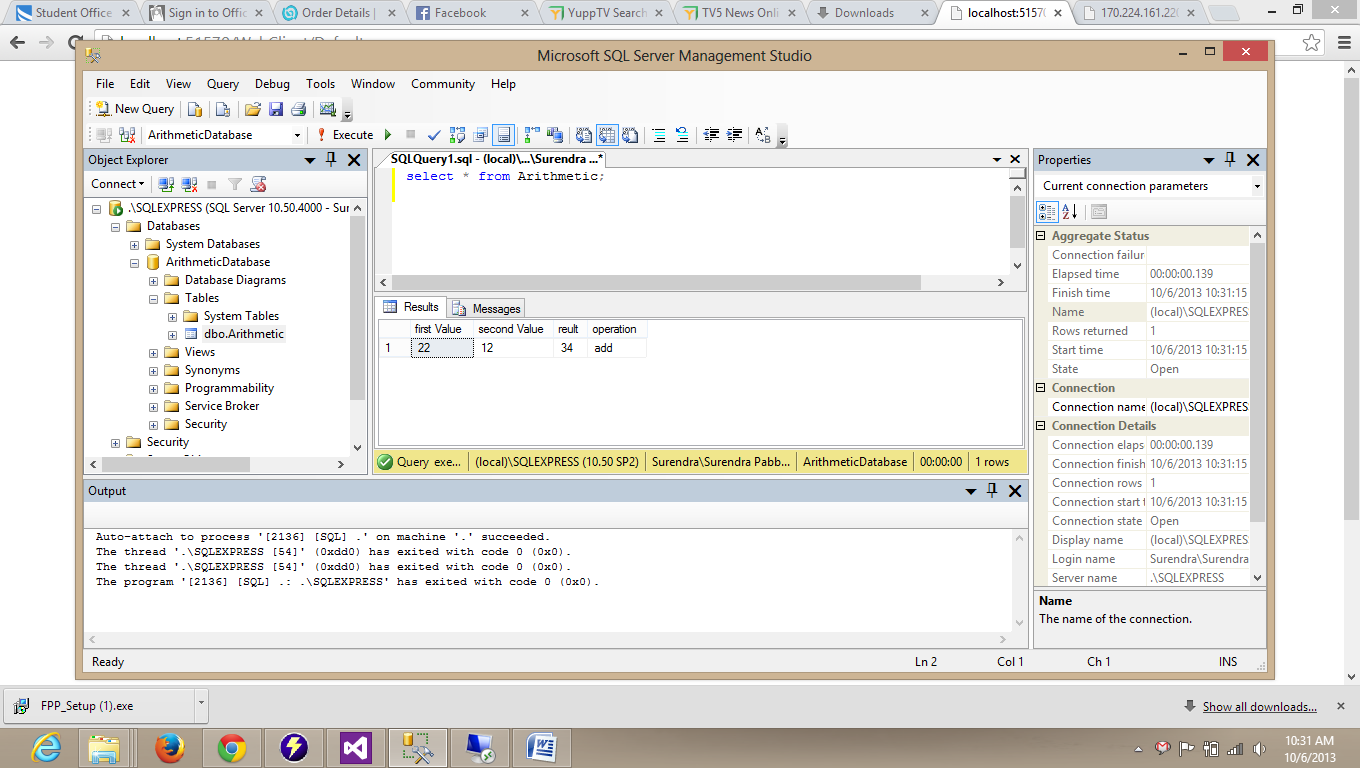 Student Office
Sign in to Offic
Order Details |
Facebook
YuppTV Search
TV5 News Onli
Downloads
localhost:5157
170.224.161.220
Microsoft SQL Server Management Studio
File Edit View Query Debug Tools Window Community Help
New Query
ArithmeticDatabase
Execute
Object Explorer
Connect
.\SQLEXPRESS (SQL Server 10.50.4000 - Sur
Databases
System Databases
ArithmeticDatabase
Database Diagrams
Tables
System Tables
dbo.Arithmetic
Views
Synonyms
Programmability
Service Broker
Security
Security
SQLQuery1.sql - (local)\...\Surendra ...*
select * from Arithmetic;
Results Messages
first Value second Value reult operation
1 22 12 34 add
Query exe... (local)\SQLEXPRESS (10.50 SP2) Surendra\Surendra Pabb... ArithmeticDatabase 00:00:00 1 rows
Properties
Current connection parameters
Aggregate Status
Connection failur
Elapsed time 00:00:00.139
Finish time 10/6/2013 10:31:15
Name (local)\SQLEXPRESS
Rows returned 1
Start time 10/6/2013 10:31:15
State Open
Connection
Connection name (local)\SQLEXPRESS
Connection Details
Connection elaps 00:00:00.139
Connection finish 10/6/2013 10:31:15
Connection rows 1
Connection start t 10/6/2013 10:31:15
Connection state Open
Display name (local)\SQLEXPRESS
Login name Surendra\Surendra
Server name .\SQLEXPRESS
Name
The name of the connection.
Output
Auto-attach to process '[2136] [SQL] .' on machine '.' succeeded.
The thread '.\SQLEXPRESS [54]' (0xdd0) has exited with code 0 (0x0).
The thread '.\SQLEXPRESS [54]' (0xdd0) has exited with code 0 (0x0).
The program '[2136] [SQL] .: .\SQLEXPRESS' has exited with code 0 (0x0).
Ready Ln 2 Col 1 Ch 1 INS
FPP_Setup (1).exe
Show all downloads...
10:31 AM
10/6/2013